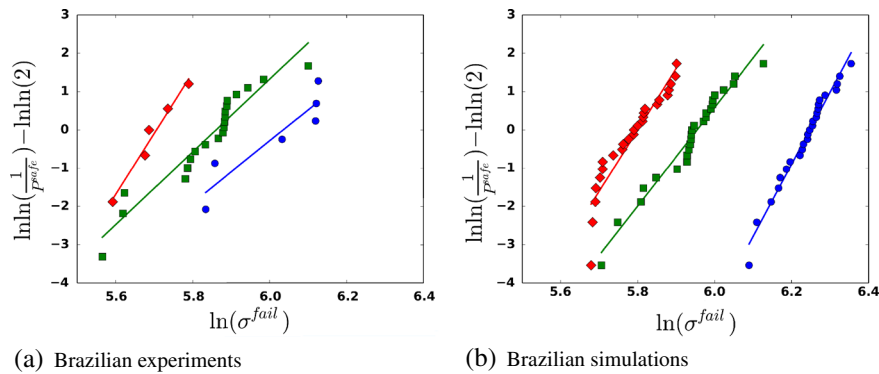 3
2
1
0
−1
−2
−3
−4
lnln(1/P^safe)−lnln(2)
5.6 5.8 6.0 6.2 6.4
ln(σ^fail)
(a) Brazilian experiments
3
2
1
0
−1
−2
−3
−4
lnln(1/P^safe)−lnln(2)
5.6 5.8 6.0 6.2 6.4
ln(σ^fail)
(b) Brazilian simulations